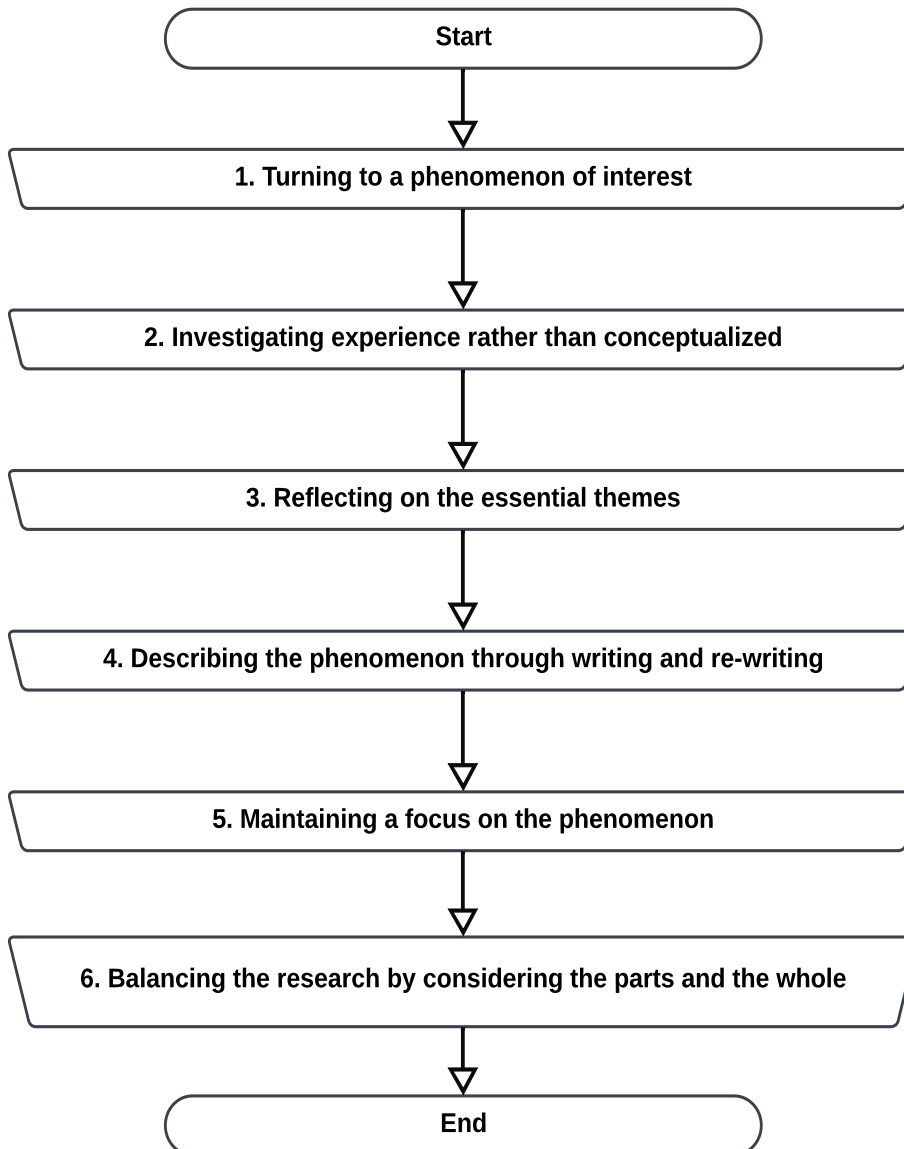 Start
1. Turning to a phenomenon of interest
2. Investigating experience rather than conceptualized
3. Reflecting on the essential themes
4. Describing the phenomenon through writing and re-writing
5. Maintaining a focus on the phenomenon
6. Balancing the research by considering the parts and the whole
End